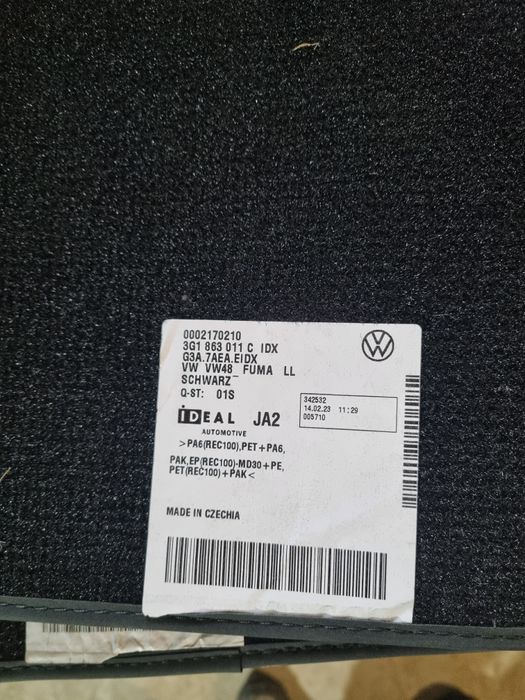 0002170210
3G1 863 011 C IDX
G3A.7AEA.EIDX
VW VW48 FUMA LL
SCHWARZ
Q-ST: 01S
342532
14.02.23 11:29
005710
iDEAL JA2
AUTOMOTIVE
>PA6(REC100),PET+PA6,
PAK,EP(REC100)-MD30+PE,
PET(REC100)+PAK<
MADE IN CZECHIA